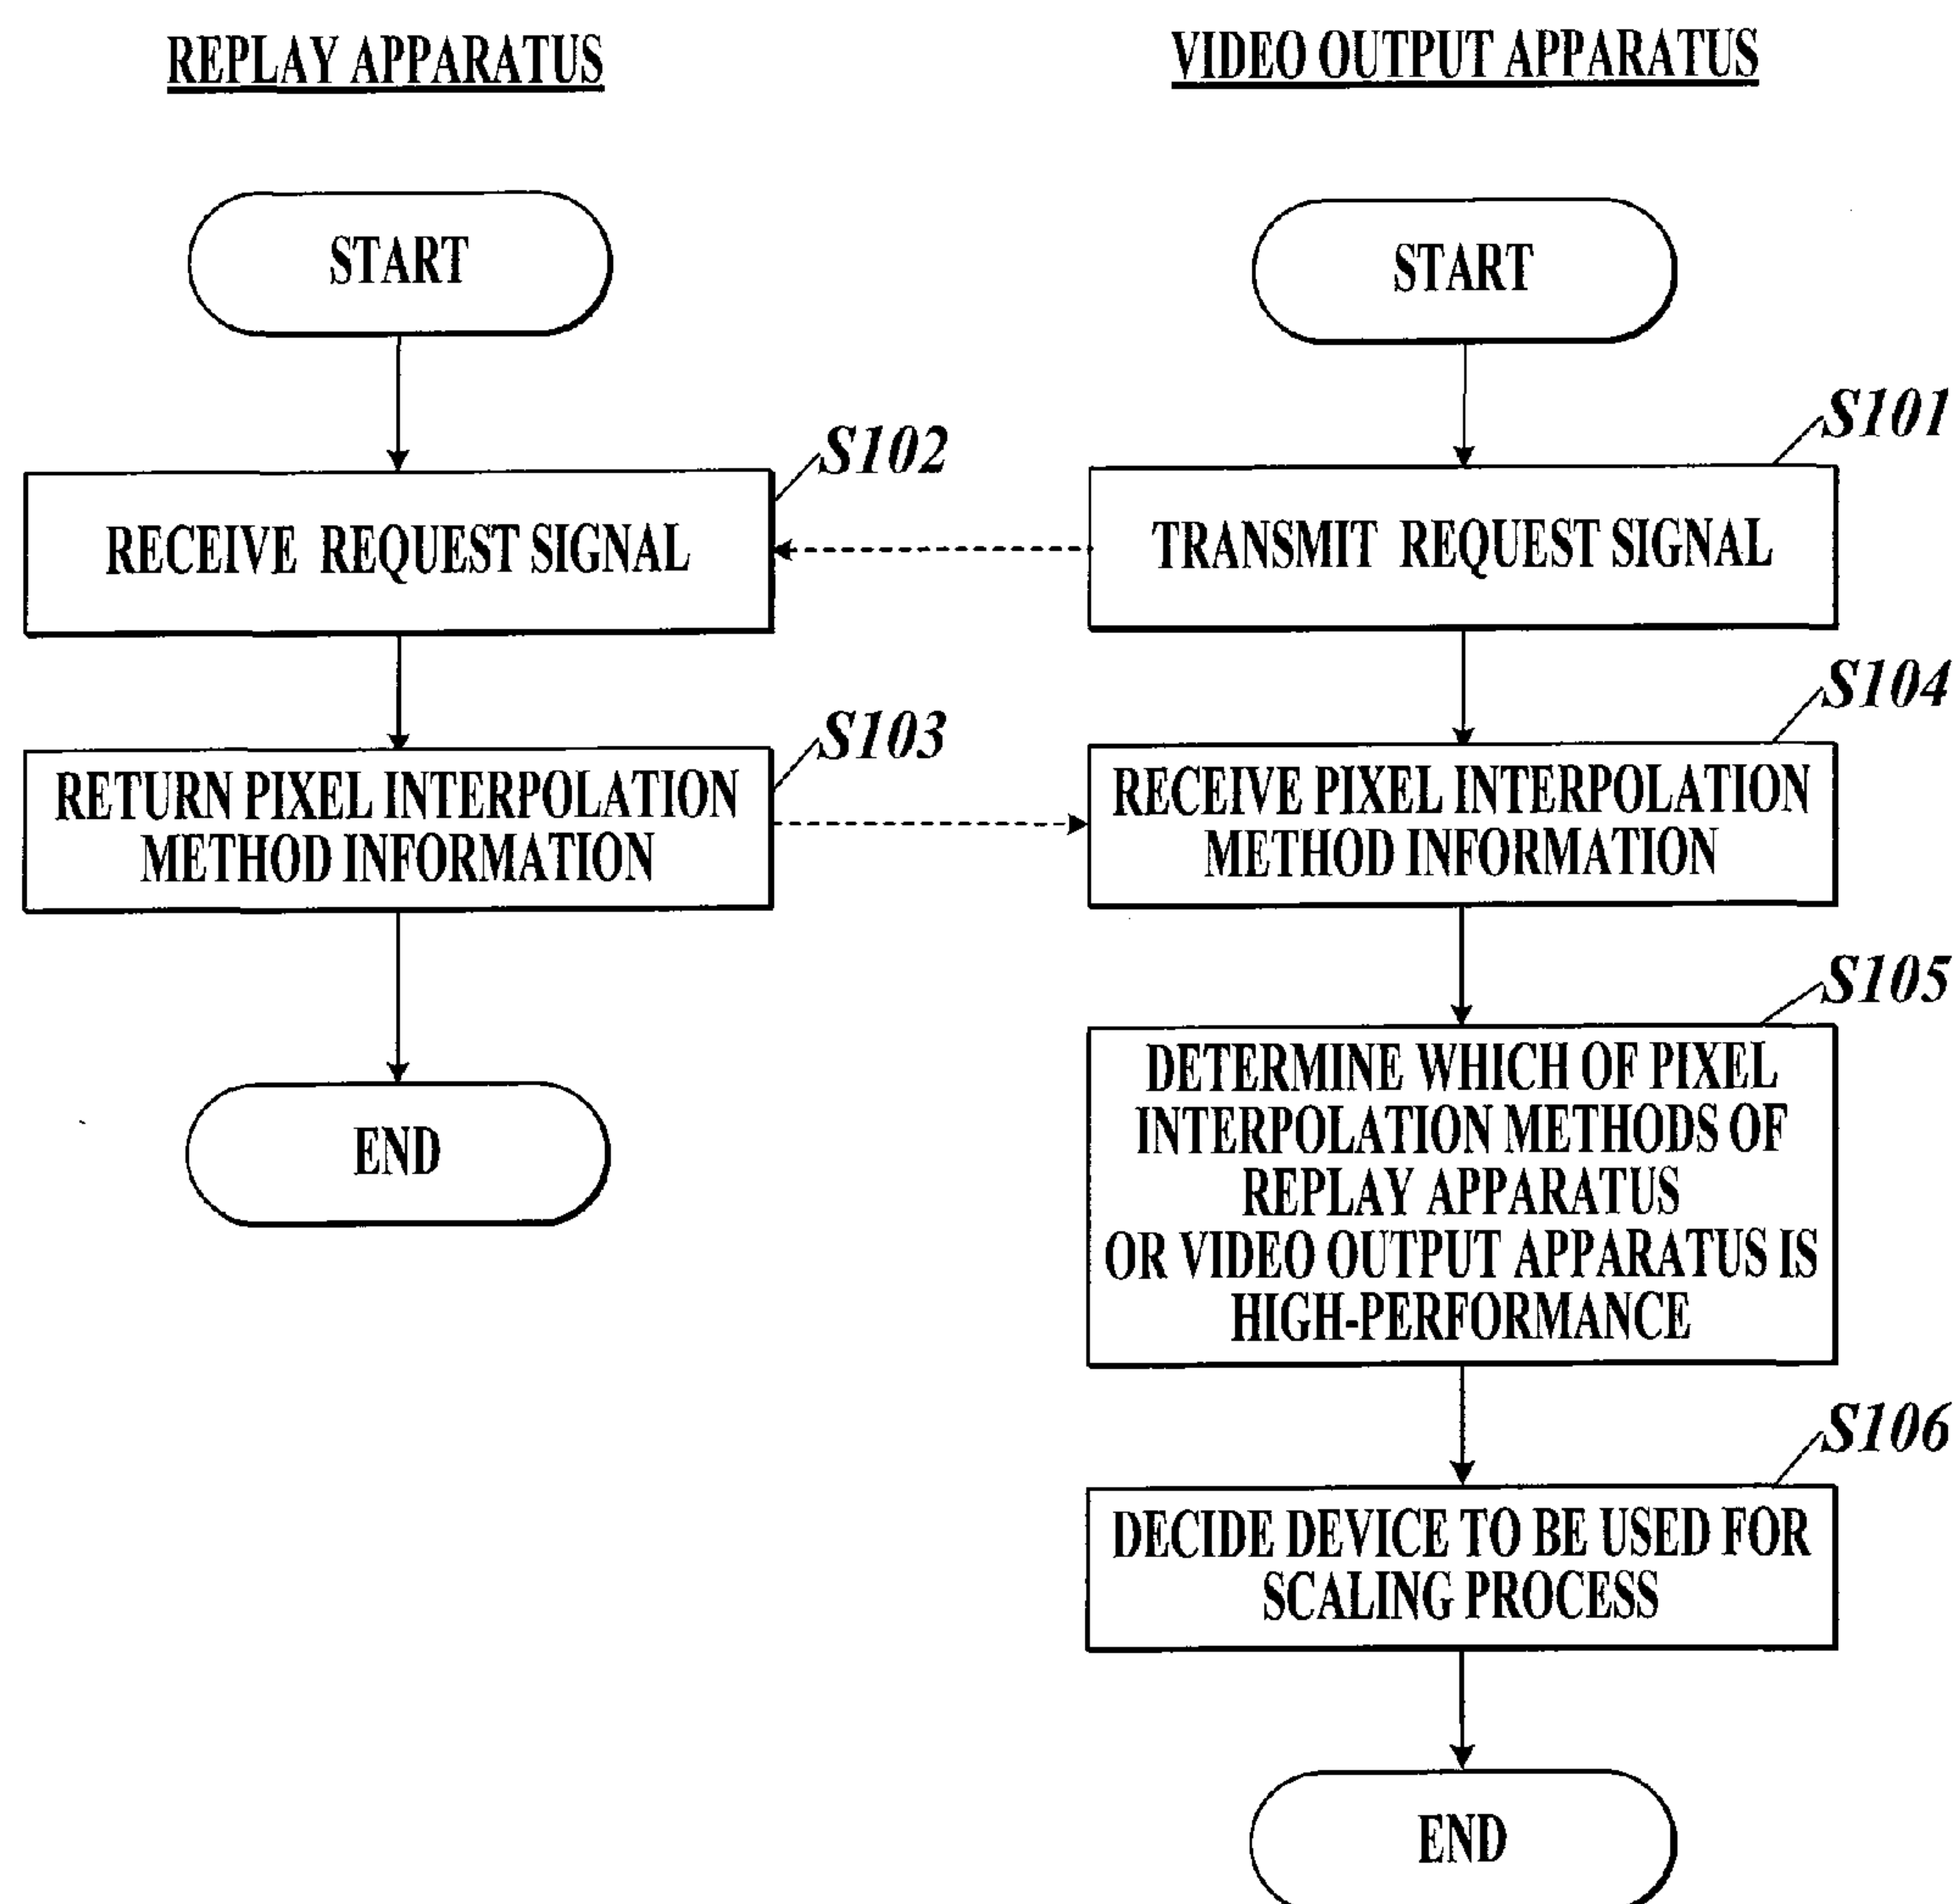 REPLAY APPARATUS
VIDEO OUTPUT APPARATUS
START
START
S101
S102
RECEIVE REQUEST SIGNAL
TRANSMIT REQUEST SIGNAL
S104
S103
RETURN PIXEL INTERPOLATION
METHOD INFORMATION
RECEIVE PIXEL INTERPOLATION
METHOD INFORMATION
S105
DETERMINE WHICH OF PIXEL
INTERPOLATION METHODS OF
REPLAY APPARATUS
OR VIDEO OUTPUT APPARATUS IS
HIGH-PERFORMANCE
END
S106
DECIDE DEVICE TO BE USED FOR
SCALING PROCESS
END